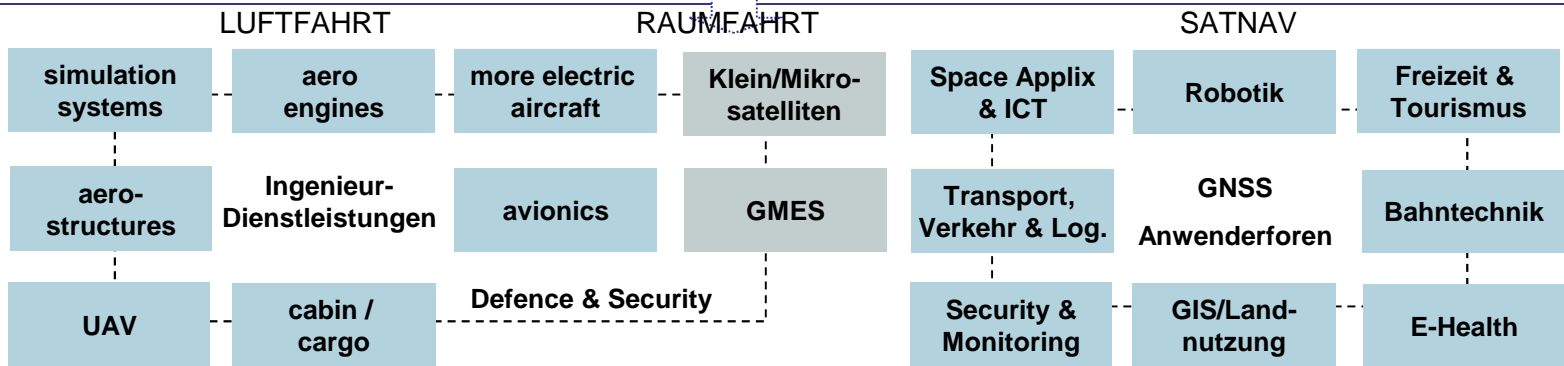 LUFTFAHRT
RAUMFAHRT
SATNAV
simulation
systems
aero
engines
more electric
aircraft
Klein/Mikro-
satelliten
Space Applix
& ICT
Robotik
Freizeit &
Tourismus
aero-
structures
Ingenieur-
Dienstleistungen
avionics
GMES
Transport,
Verkehr & Log.
GNSS
Anwenderforen
Bahntechnik
UAV
cabin /
cargo
Defence & Security
Security &
Monitoring
GIS/Land-
nutzung
E-Health